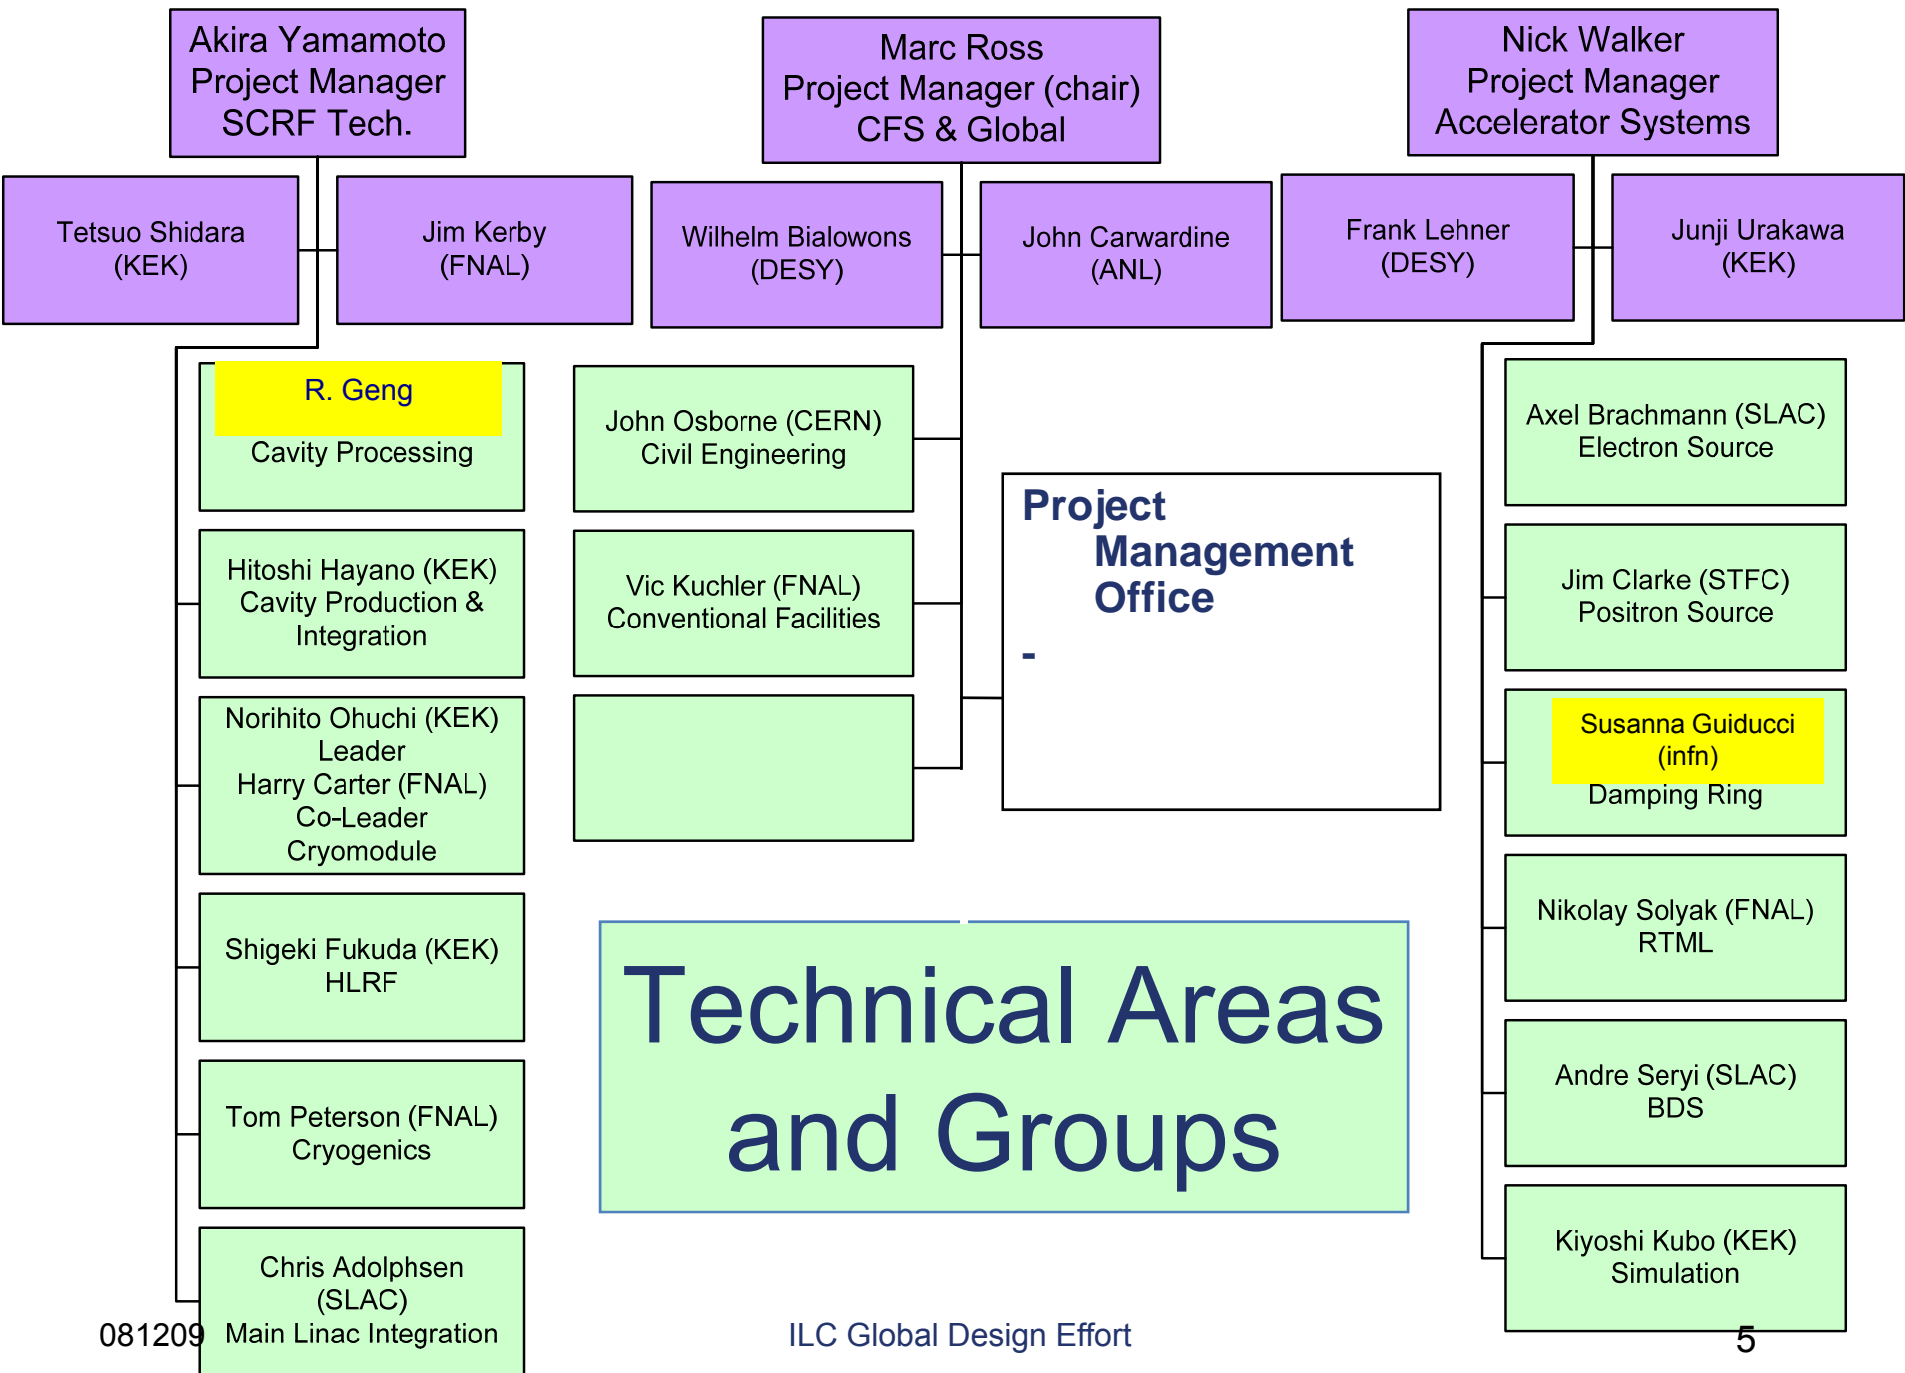 Akira Yamamoto
Project Manager
SCRF Tech.
Marc Ross
Project Manager (chair)
CFS & Global
Nick Walker
Project Manager
Accelerator Systems
Tetsuo Shidara
(KEK)
Jim Kerby
(FNAL)
Wilhelm Bialowons
(DESY)
John Carwardine
(ANL)
Frank Lehner
(DESY)
Junji Urakawa
(KEK)
R. Geng
Cavity Processing
Hitoshi Hayano (KEK)
Cavity Production &
Integration
Norihito Ohuchi (KEK)
Leader
Harry Carter (FNAL)
Co-Leader
Cryomodule
Shigeki Fukuda (KEK)
HLRF
Tom Peterson (FNAL)
Cryogenics
Chris Adolphsen
(SLAC)
Main Linac Integration
John Osborne (CERN)
Civil Engineering
Vic Kuchler (FNAL)
Conventional Facilities
Project
Management
Office
-
Axel Brachmann (SLAC)
Electron Source
Jim Clarke (STFC)
Positron Source
Susanna Guiducci
(infn)
Damping Ring
Nikolay Solyak (FNAL)
RTML
Andre Seryi (SLAC)
BDS
Kiyoshi Kubo (KEK)
Simulation
Technical Areas
and Groups
081209
ILC Global Design Effort
5